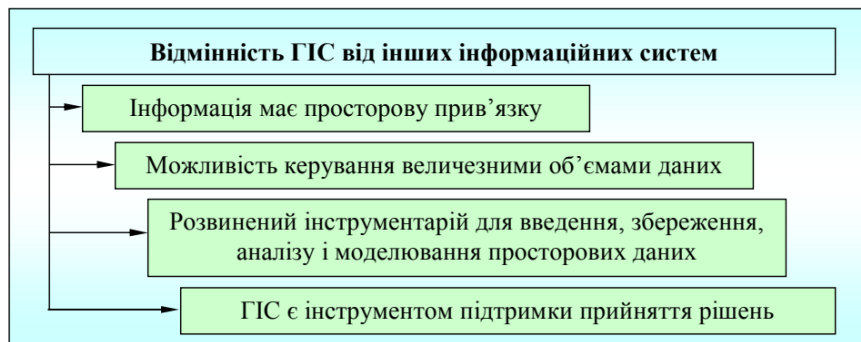 Відмінність ГІС від інших інформаційних систем
Інформація має просторову прив’язку
Можливість керування величезними об’ємами даних
Розвинений інструментарій для введення, збереження,
аналізу і моделювання просторових даних
ГІС є інструментом підтримки прийняття рішень